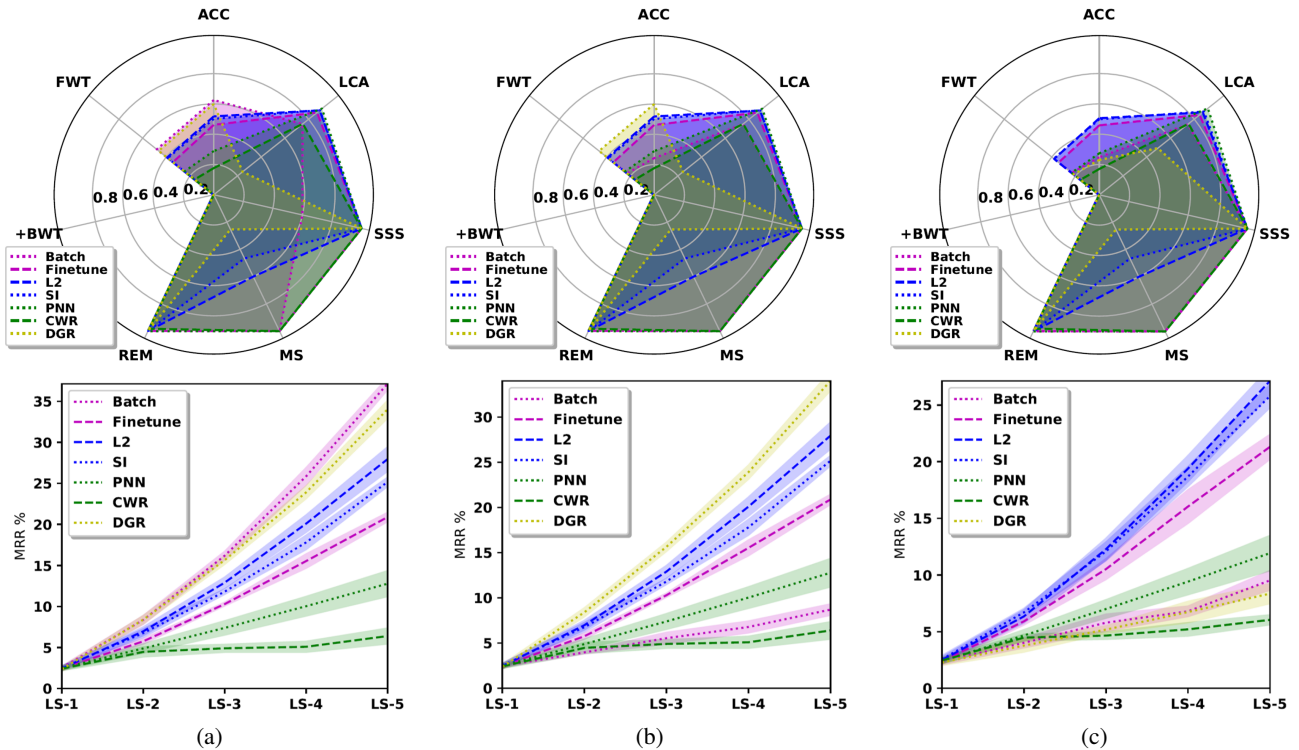 ACC
FWT
LCA
0.8 0.6 0.4 0.2
+BWT
SSS
Batch
Finetune
L2
SI
PNN
CWR
DGR
REM
MS
ACC
FWT
LCA
0.8 0.6 0.4 0.2
+BWT
SSS
Batch
Finetune
L2
SI
PNN
CWR
DGR
REM
MS
ACC
FWT
LCA
0.8 0.6 0.4 0.2
+BWT
SSS
Batch
Finetune
L2
SI
PNN
CWR
DGR
REM
MS
MRR %
35
30
25
20
15
10
5
0
Batch
Finetune
L2
SI
PNN
CWR
DGR
LS-1 LS-2 LS-3 LS-4 LS-5
(a)
MRR %
30
25
20
15
10
5
0
Batch
Finetune
L2
SI
PNN
CWR
DGR
LS-1 LS-2 LS-3 LS-4 LS-5
(b)
MRR %
25
20
15
10
5
0
Batch
Finetune
L2
SI
PNN
CWR
DGR
LS-1 LS-2 LS-3 LS-4 LS-5
(c)